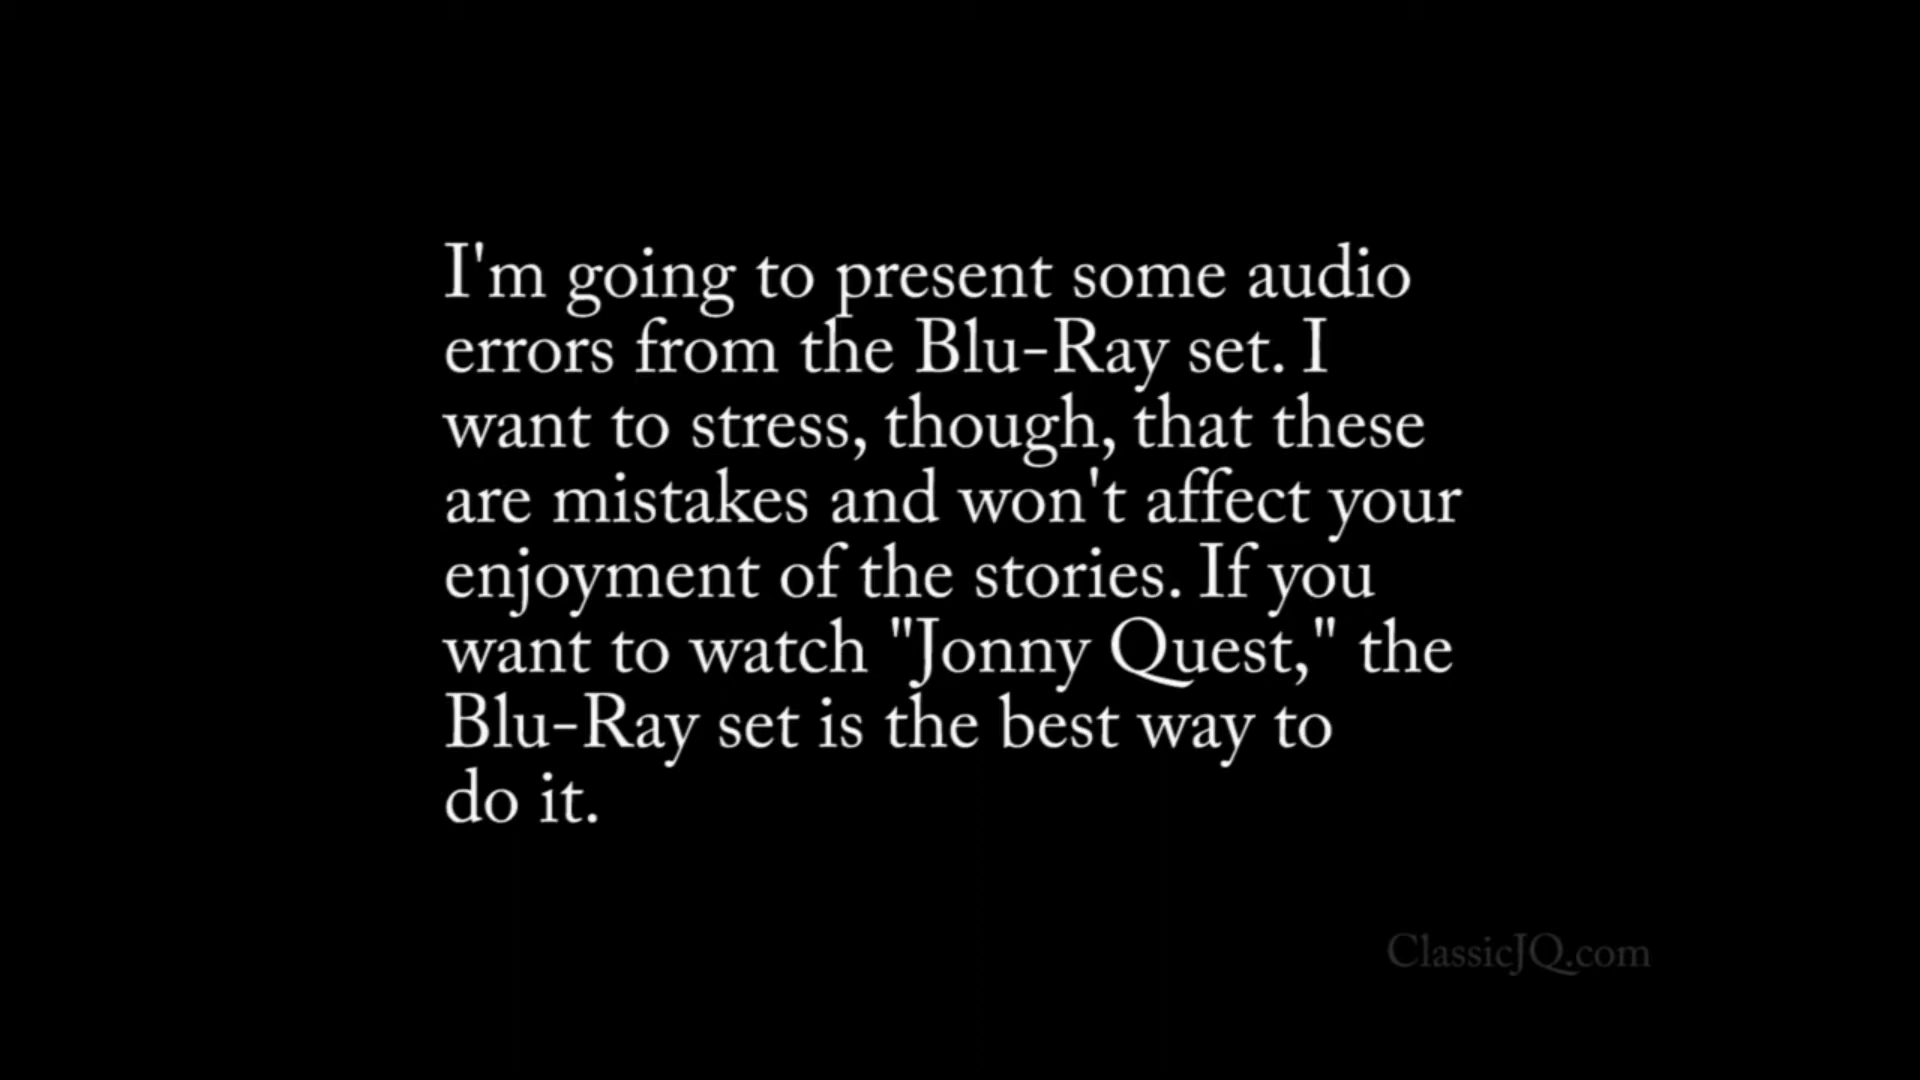 I'm going to present some audio
errors from the Blu-Ray set. I
want to stress, though, that these
are mistakes and won't affect your
enjoyment of the stories. If you
want to watch "Jonny Quest," the
Blu-Ray set is the best way to
do it.
ClassicJQ.com